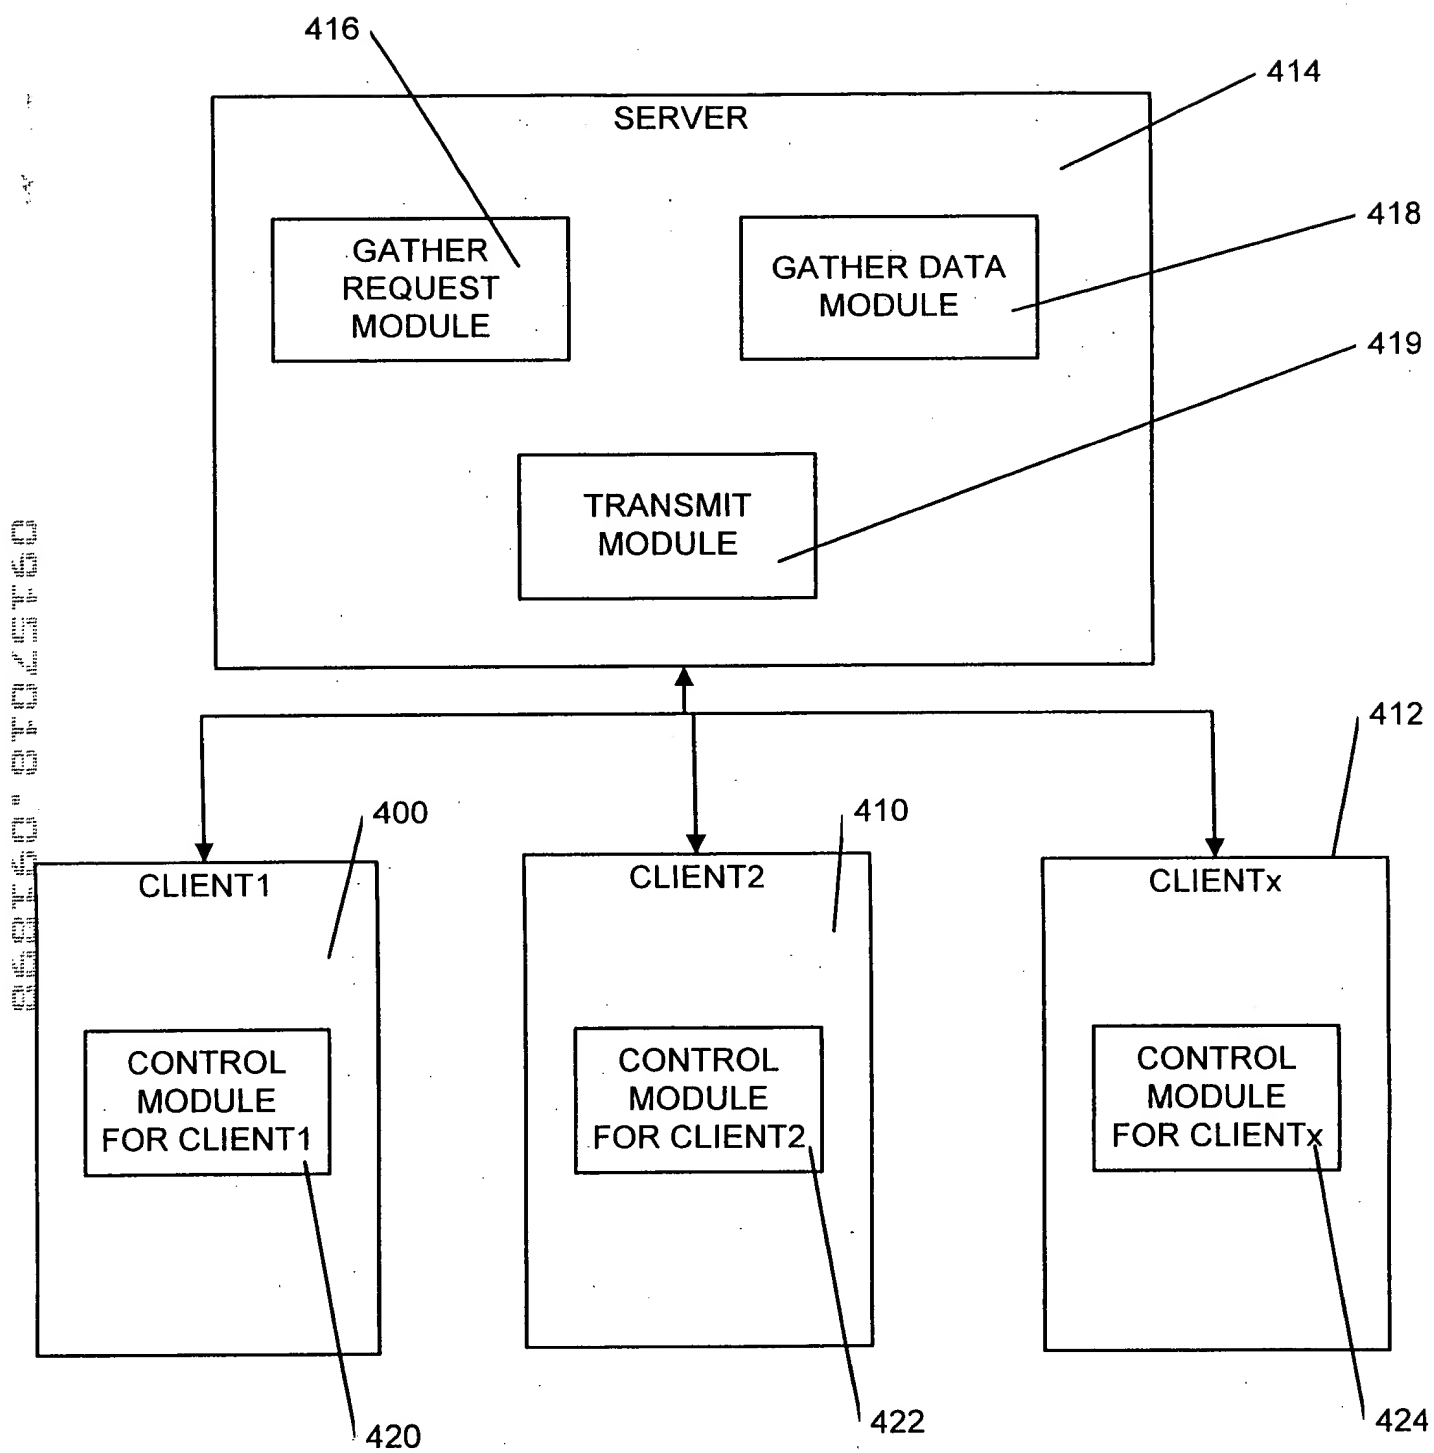 416
414
SERVER
418
GATHER
REQUEST
MODULE
GATHER DATA
MODULE
419
TRANSMIT
MODULE
412
400
410
CLIENT1
CLIENT2
CLIENTx
CONTROL
MODULE
FOR CLIENT1
CONTROL
MODULE
FOR CLIENT2
CONTROL
MODULE
FOR CLIENTx
420
422
424